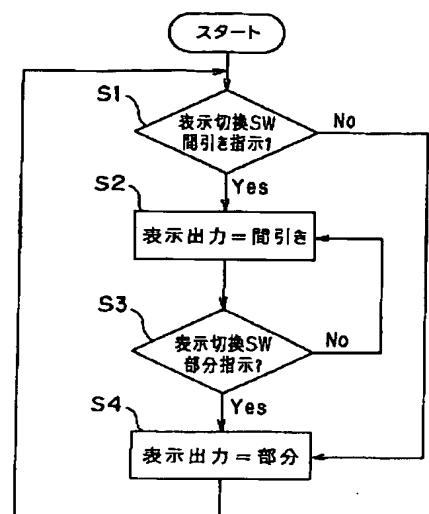 スタート
S1
表示切換SW
間引き指示?
No
Yes
S2
表示出力=間引き
S3
表示切換SW
部分指示?
No
Yes
S4
表示出力=部分